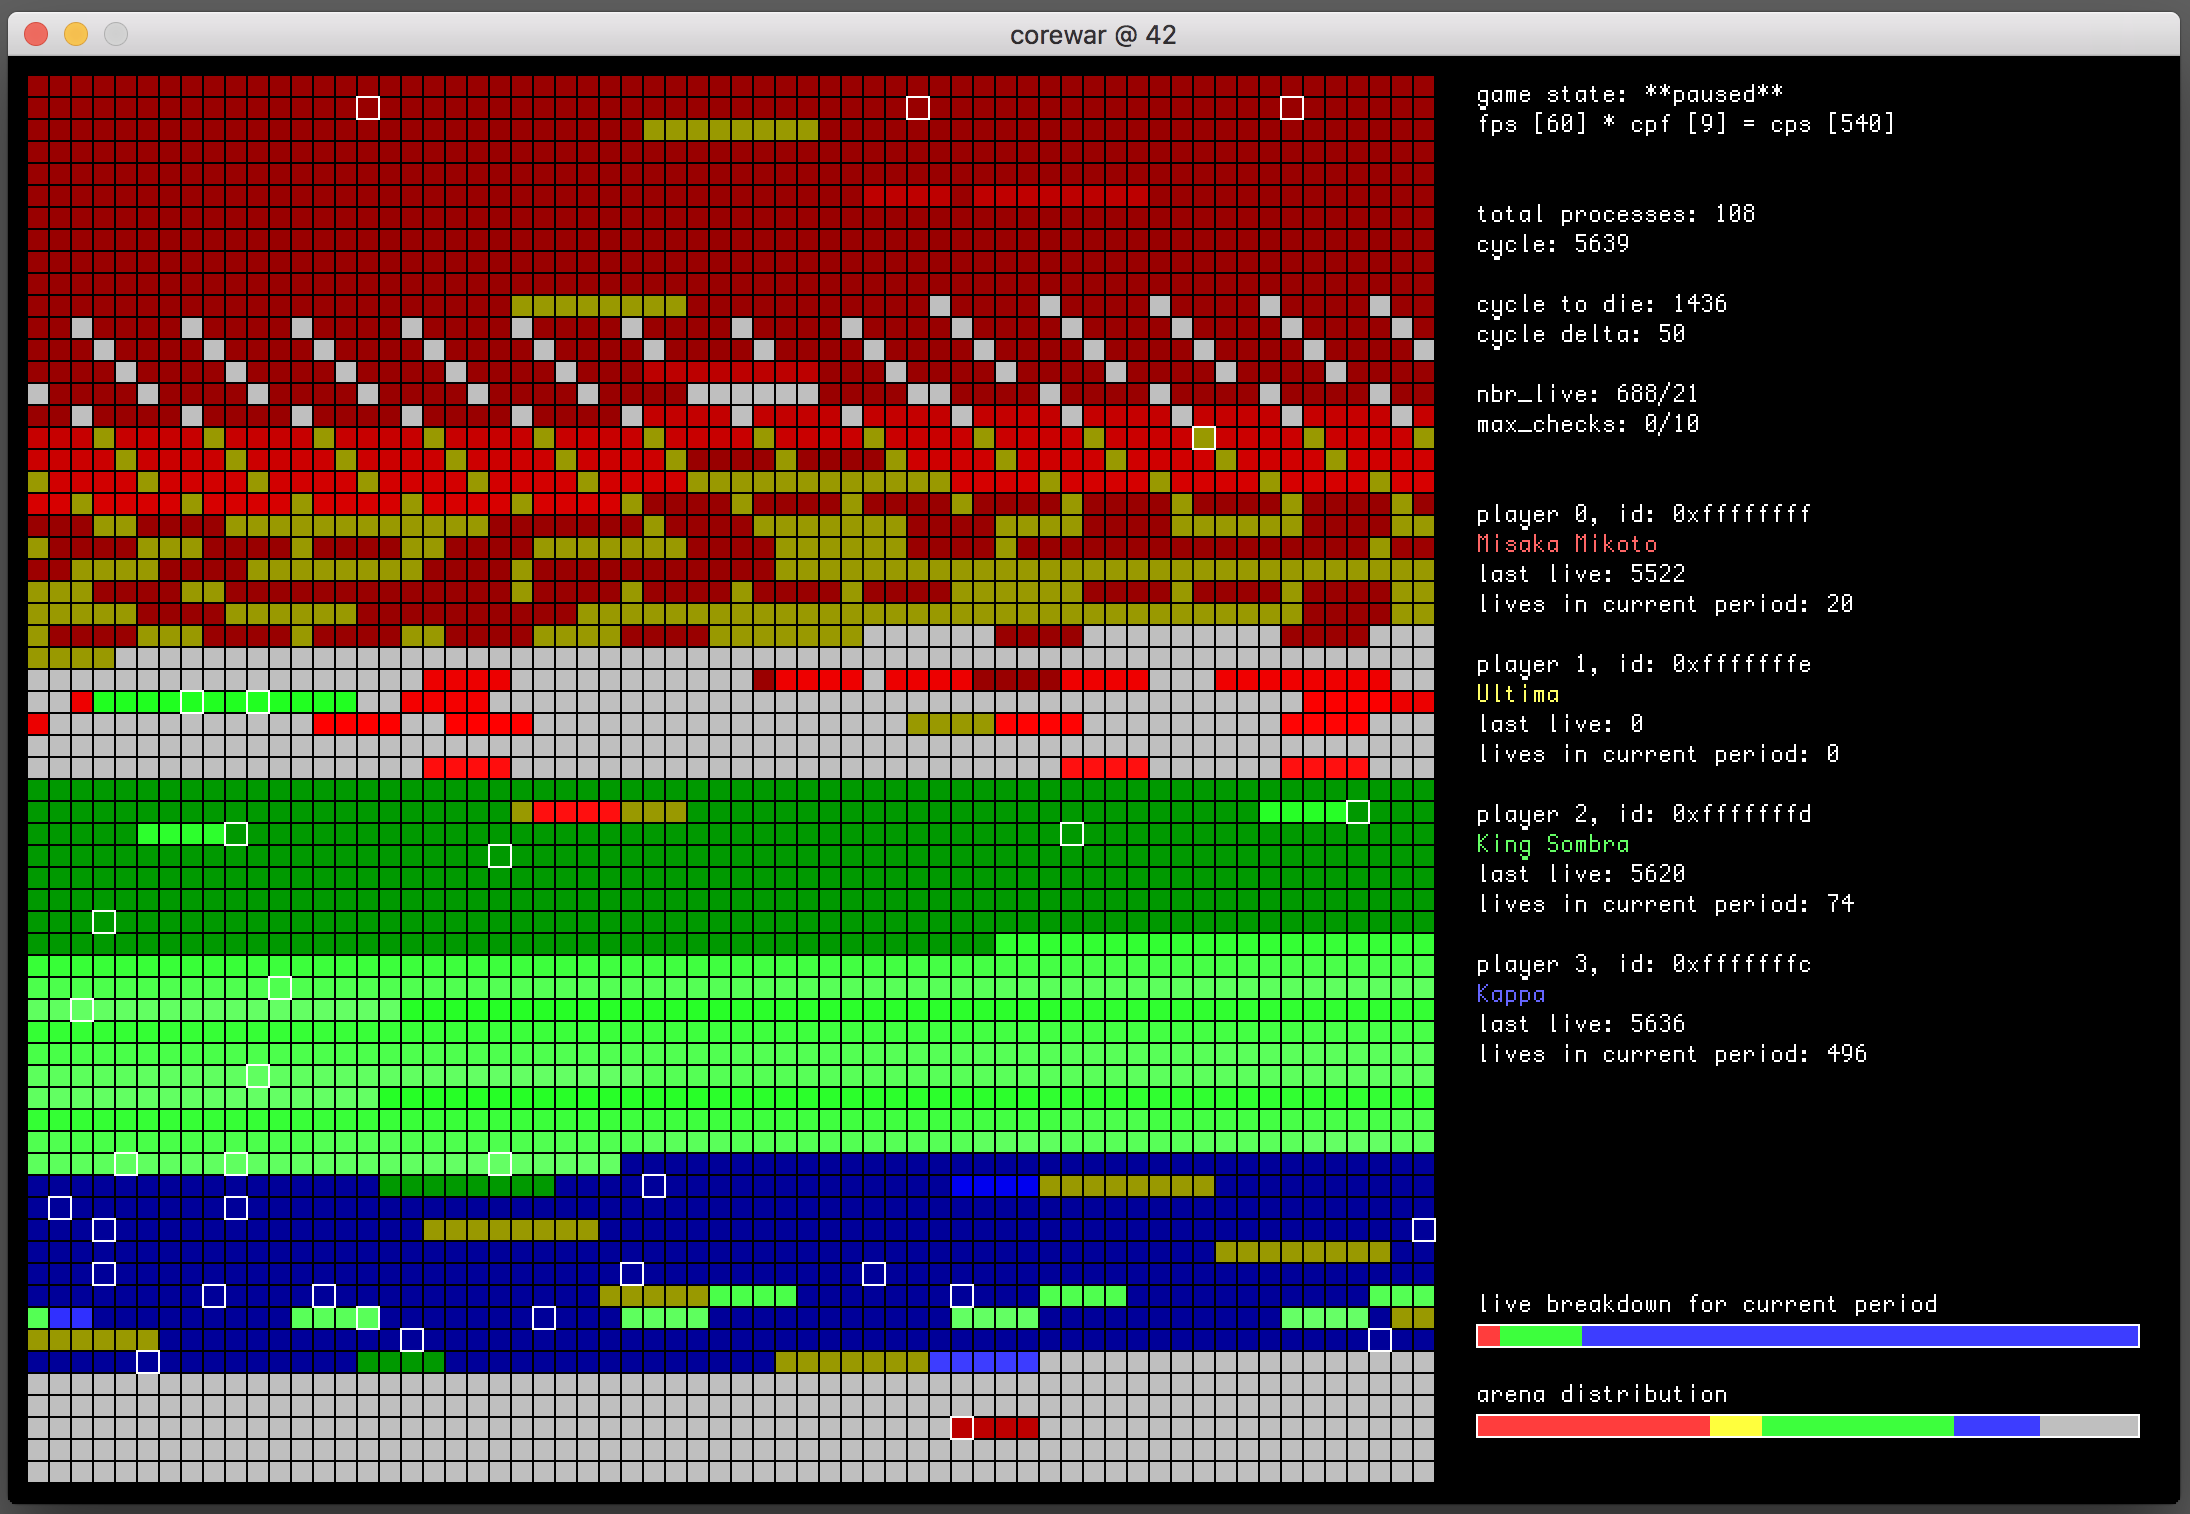 corewar @ 42
game state: **paused**
fps [60] * cpf [9] = cps [540]
total processes: 108
cycle: 5639
cycle to die: 1436
cycle delta: 50
nbr_live: 688/21
max_checks: 0/10
player 0, id: 0xffffffff
Misaka Mikoto
last live: 5522
lives in current period: 20
player 1, id: 0xfffffffe
Ultima
last live: 0
lives in current period: 0
player 2, id: 0xfffffffd
King Sombra
last live: 5620
lives in current period: 74
player 3, id: 0xfffffffc
Kappa
last live: 5636
lives in current period: 496
live breakdown for current period
arena distribution